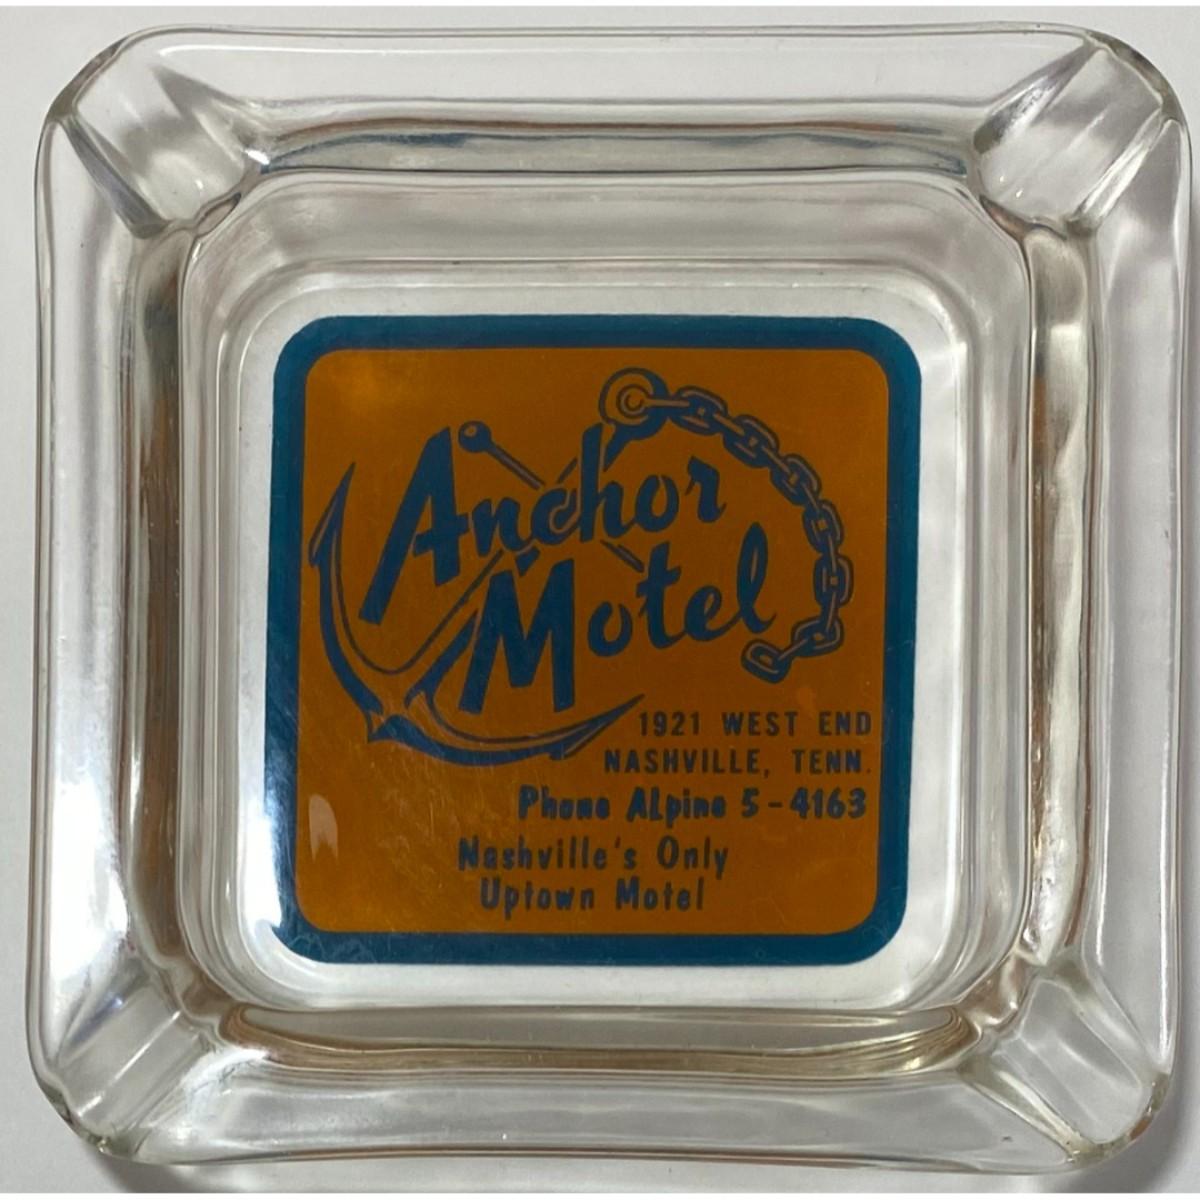 Anchor
Motel
1921 WEST END
NASHVILLE, TENN.
Phone ALpine 5-4163
Nashville's Only
Uptown Motel